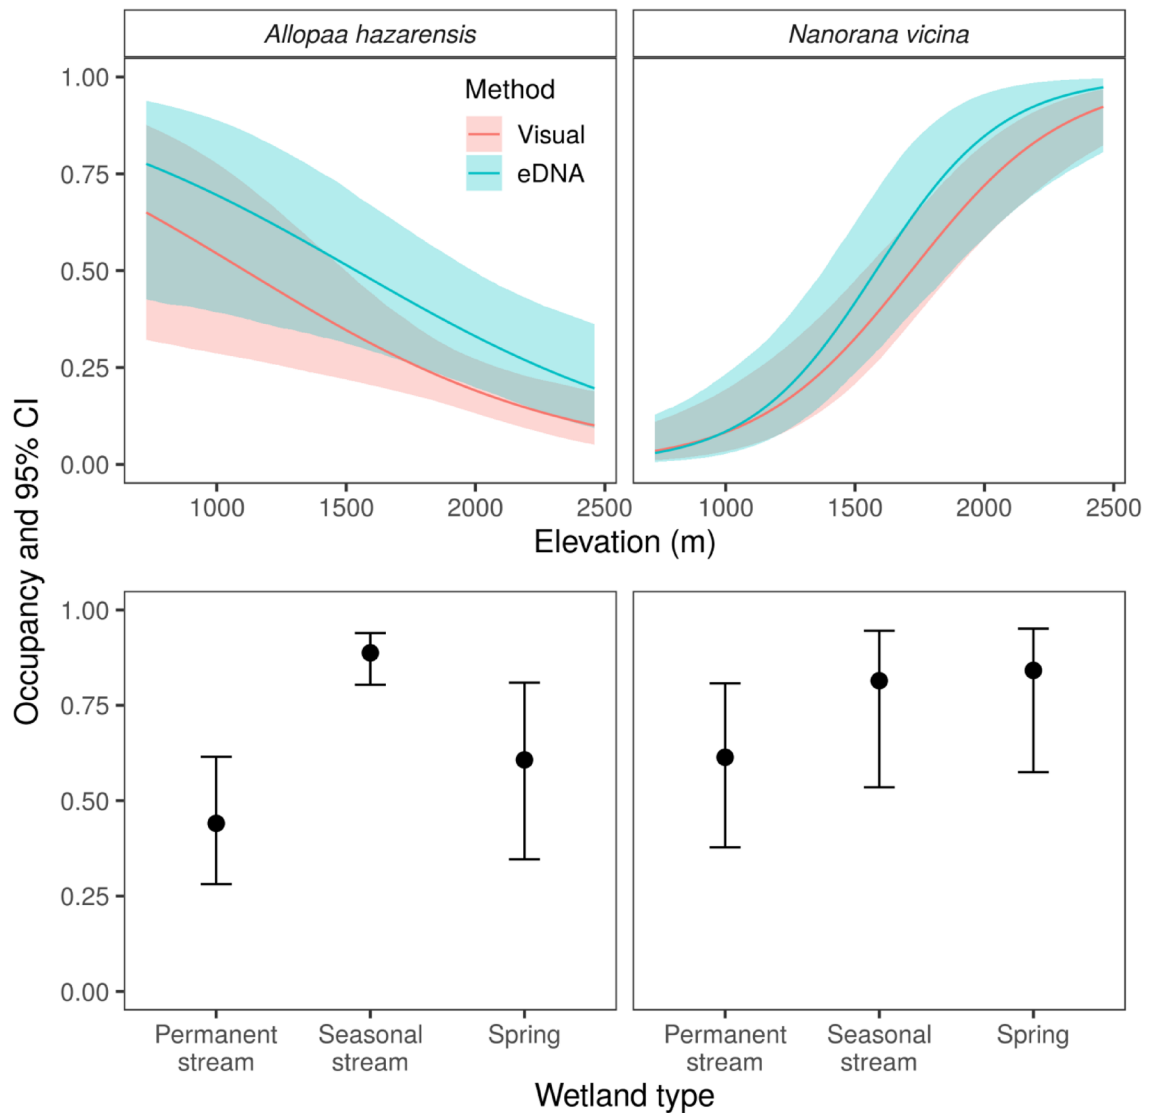 Allopaa hazarensis
Nanorana vicina
Method
Visual
eDNA
1.00
0.75
0.50
0.25
0.00
1000 1500 2000 2500
1000 1500 2000 2500
Elevation (m)
Occupancy and 95% CI
1.00
0.75
0.50
0.25
0.00
Permanent stream
Seasonal stream
Spring
Permanent stream
Seasonal stream
Spring
Wetland type